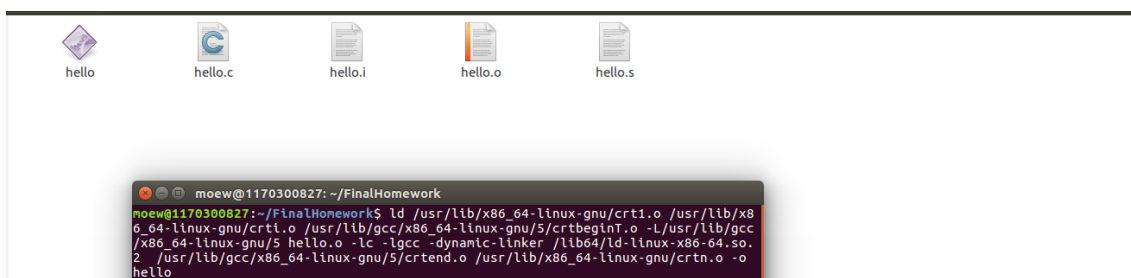 hello hello.c hello.i hello.o hello.s
moew@1170300827: ~/FinalHomework
moew@1170300827:~/FinalHomework$ ld /usr/lib/x86_64-linux-gnu/crt1.o /usr/lib/x8
6_64-linux-gnu/crti.o /usr/lib/gcc/x86_64-linux-gnu/5/crtbeginT.o -L/usr/lib/gcc
/x86_64-linux-gnu/5 hello.o -lc -lgcc -dynamic-linker /lib64/ld-linux-x86-64.so.
2  /usr/lib/gcc/x86_64-linux-gnu/5/crtend.o /usr/lib/x86_64-linux-gnu/crtn.o -o
hello